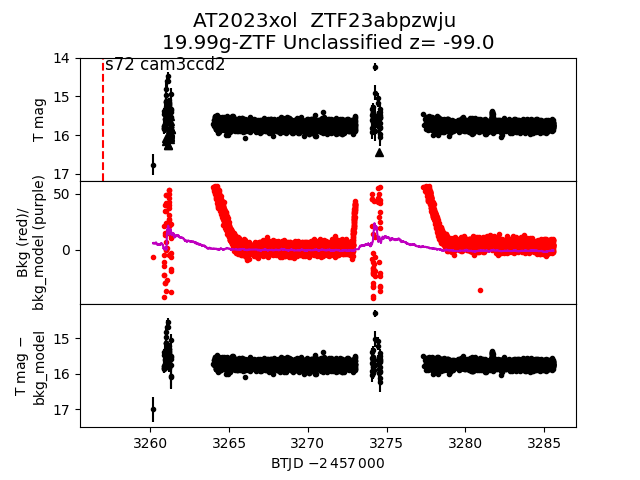 AT2023xol  ZTF23abpzwju
19.99g-ZTF Unclassified z= -99.0
s72 cam3ccd2
T mag
14
15
16
17
Bkg (red)/
bkg_model (purple)
50
0
T mag −
bkg_model
15
16
17
3260
3265
3270
3275
3280
3285
BTJD −2 457 000